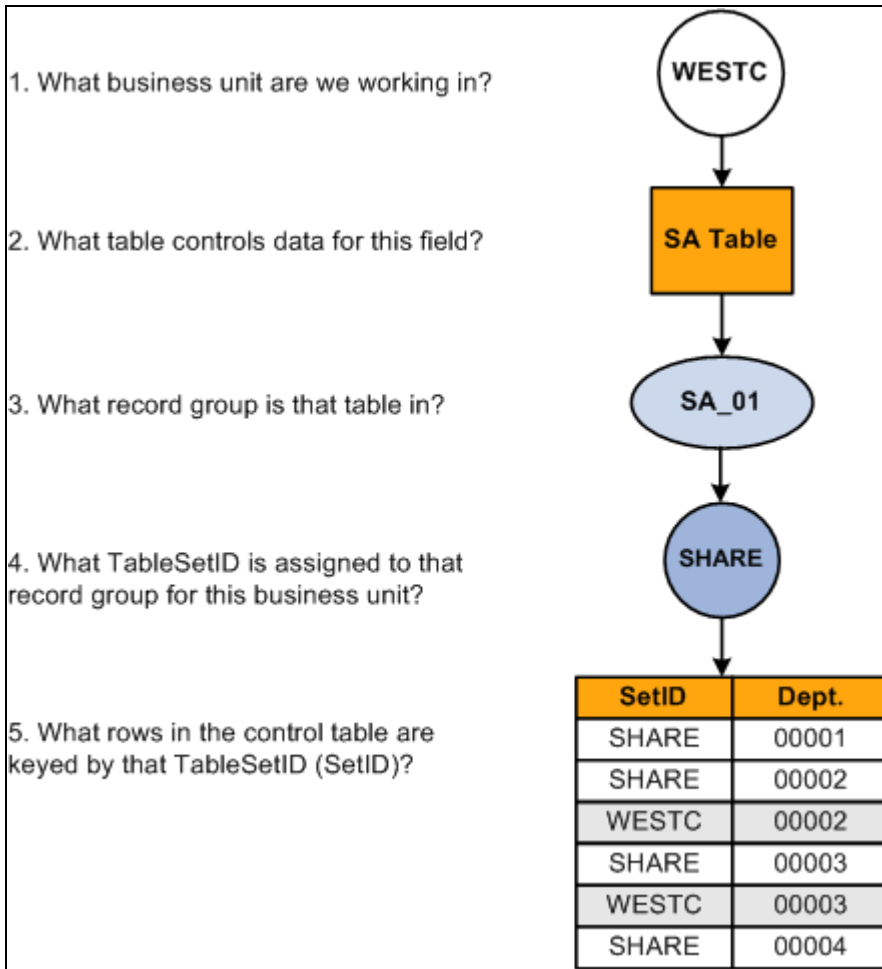 1. What business unit are we working in?
WESTC
2. What table controls data for this field?
SA Table
3. What record group is that table in?
SA_01
4. What TableSetID is assigned to that
record group for this business unit?
SHARE
5. What rows in the control table are
keyed by that TableSetID (SetID)?
SetID Dept.
SHARE 00001
SHARE 00002
WESTC 00002
SHARE 00003
WESTC 00003
SHARE 00004